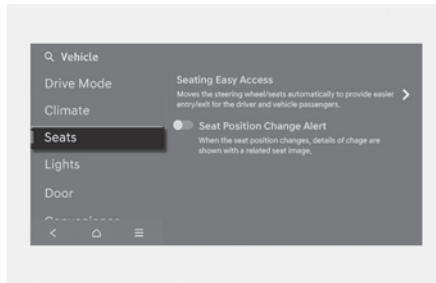 Vehicle
Drive Mode
Climate
Seats
Lights
Door
Convenience
Seating Easy Access
Moves the steering wheel/seats automatically to provide easier
entry/exit for the driver and vehicle passengers.
Seat Position Change Alert
When the seat position changes, details of chage are
shown with a related seat image.